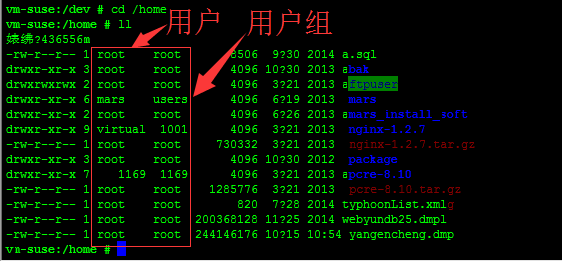 vm-suse:/dev # cd /home
用户
用户组
vm-suse:/home # ll
婊绋?436556m
-rw-r--r-- 1 root root 6506 9?30 2014 a.sql
drwxr-xr-x 3 root root 4096 10?30 2013 abak
drwxrwxrwx 2 root root 4096 3?21 2013 aftpuser
drwxr-xr-x 6 mars users 4096 6?19 2013 mars
drwxr-xr-x 2 root root 4096 6?26 2013 amars_install_soft
drwxr-xr-x 9 virtual 1001 4096 3?21 2013 nginx-1.2.7
-rw-r--r-- 1 root root 730332 3?21 2013 nginx-1.2.7.tar.gz
drwxr-xr-x 3 root root 4096 10?30 2012 package
drwxr-xr-x 7 1169 1169 4096 3?21 2013 apcre-8.10
-rw-r--r-- 1 root root 1285776 3?21 2013 pcre-8.10.tar.gz
-rw-r--r-- 1 root root 820 7?28 2014 typhoonList.xmlg
-rw-r--r-- 1 root root 200368128 11?25 2014 webyundb25.dmpl
-rw-r--r-- 1 root root 244146176 10?15 10:54 yangencheng.dmp
vm-suse:/home #